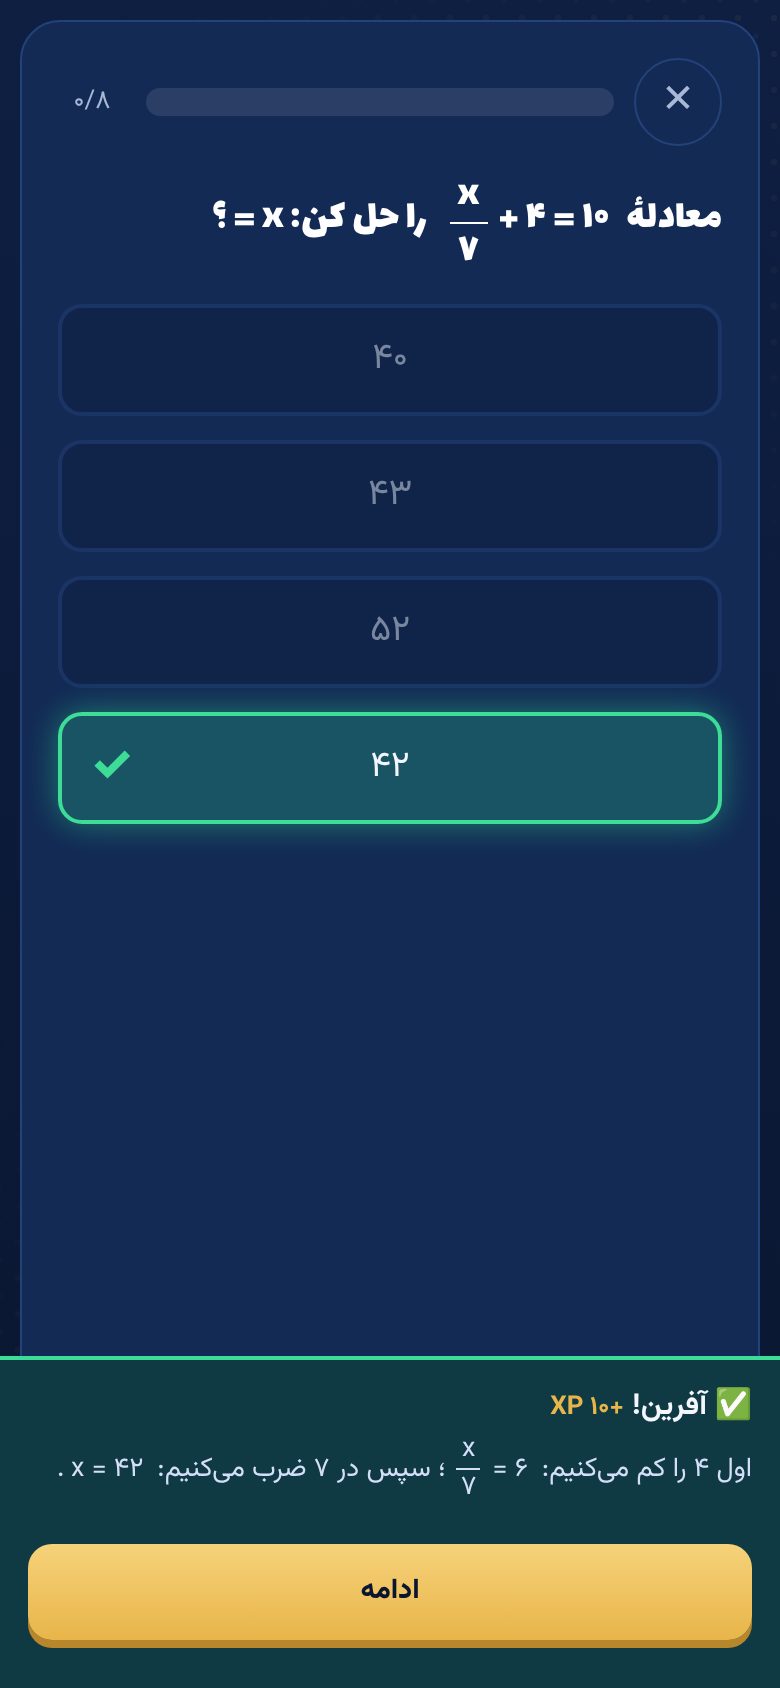 ۰/۸
معادلهٔ x/۷ + ۴ = ۱۰ را حل کن: x = ؟
۴۰
۴۳
۵۲
۴۲
✅ آفرین! +۱۰ XP
اول ۴ را کم می‌کنیم: x/۷ = ۶ ؛ سپس در ۷ ضرب می‌کنیم: x = ۴۲ .
ادامه